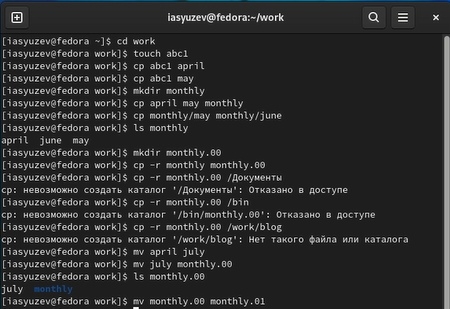 iasyuzev@fedora:~/work
[iasyuzev@fedora ~]$ cd work
[iasyuzev@fedora work]$ touch abc1
[iasyuzev@fedora work]$ cp abc1 april
[iasyuzev@fedora work]$ cp abc1 may
[iasyuzev@fedora work]$ mkdir monthly
[iasyuzev@fedora work]$ cp april may monthly
[iasyuzev@fedora work]$ cp monthly/may monthly/june
[iasyuzev@fedora work]$ ls monthly
april  june  may
[iasyuzev@fedora work]$ mkdir monthly.00
[iasyuzev@fedora work]$ cp -r monthly monthly.00
[iasyuzev@fedora work]$ cp -r monthly.00 /Документы
cp: невозможно создать каталог '/Документы': Отказано в доступе
[iasyuzev@fedora work]$ cp -r monthly.00 /bin
cp: невозможно создать каталог '/bin/monthly.00': Отказано в доступе
[iasyuzev@fedora work]$ cp -r monthly.00 /work/blog
cp: невозможно создать каталог '/work/blog': Нет такого файла или каталога
[iasyuzev@fedora work]$ mv april july
[iasyuzev@fedora work]$ mv july monthly.00
[iasyuzev@fedora work]$ ls monthly.00
july  monthly
[iasyuzev@fedora work]$ mv monthly.00 monthly.01